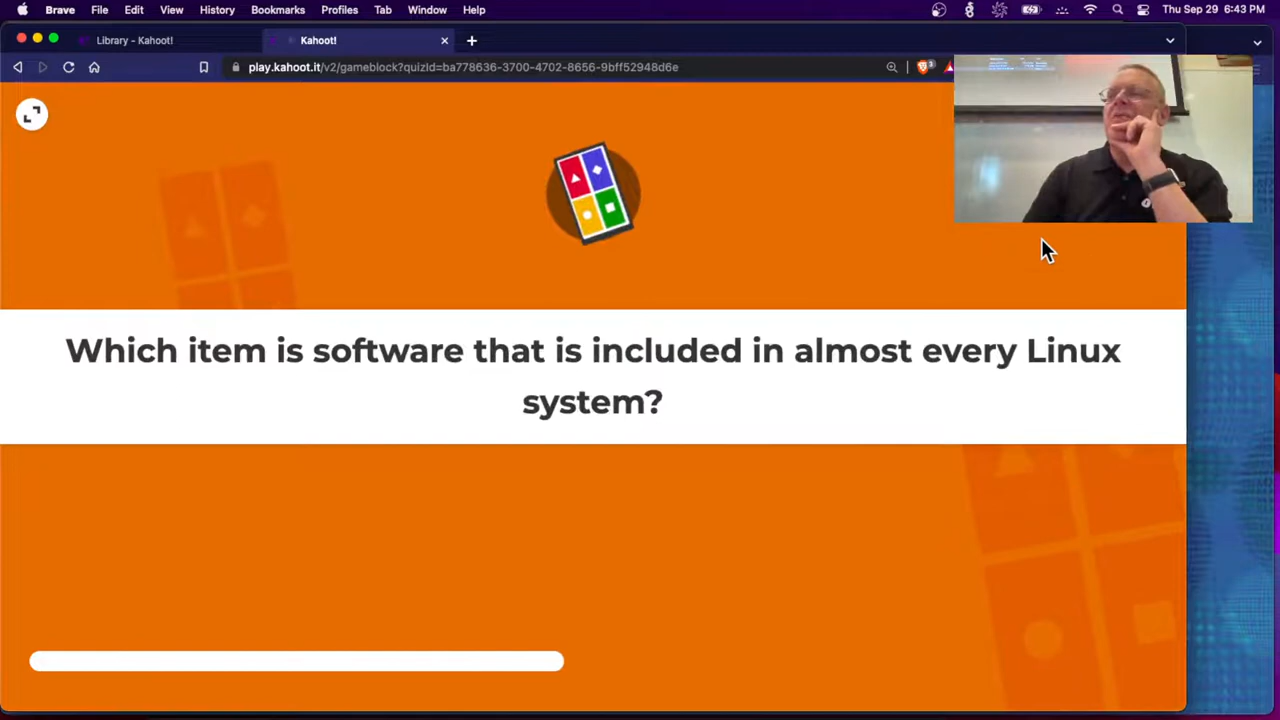 Brave File Edit View History Bookmarks Profiles Tab Window Help Thu Sep 29 6:43 PM
Library - Kahoot! Kahoot!
play.kahoot.it/v2/gameblock?quizId=ba778636-3700-4702-8656-9bff52948d6e 3
Which item is software that is included in almost every Linux
system?